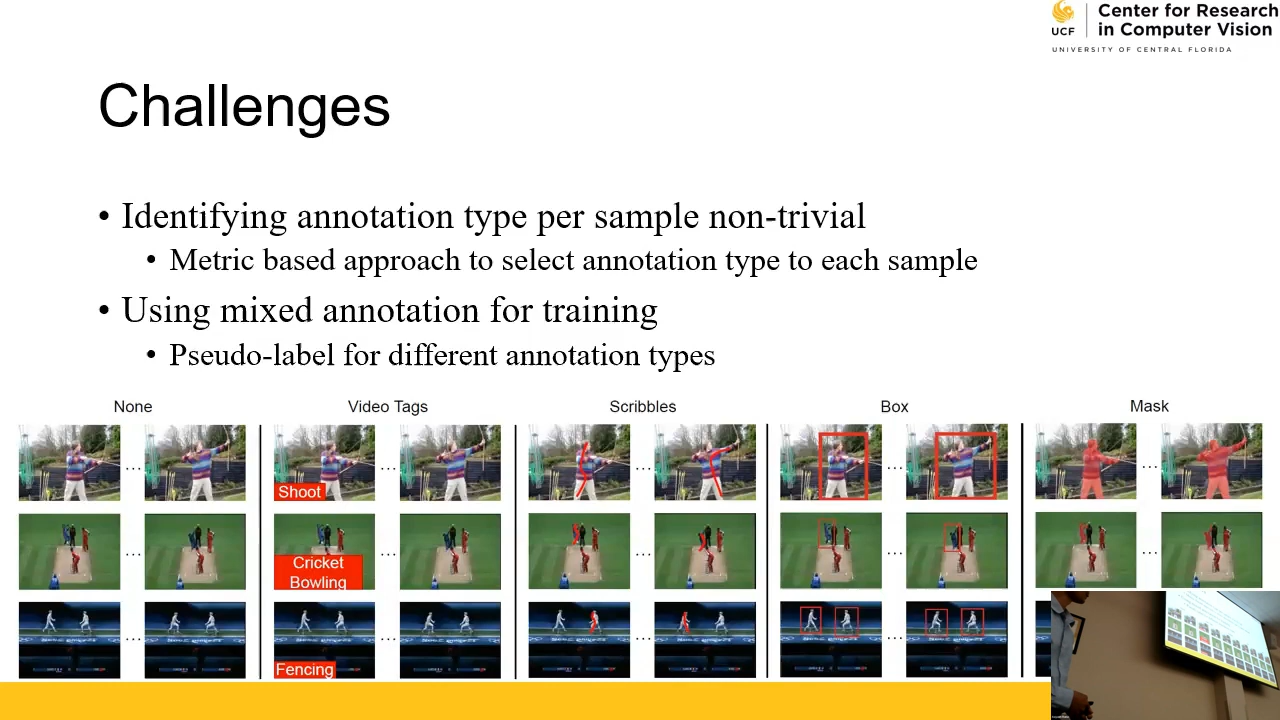 UCF
Center for Research
in Computer Vision
UNIVERSITY OF CENTRAL FLORIDA
Challenges
• Identifying annotation type per sample non-trivial
• Metric based approach to select annotation type to each sample
• Using mixed annotation for training
• Pseudo-label for different annotation types
None
Video Tags
Scribbles
Box
Mask
Shoot
Cricket
Bowling
Fencing